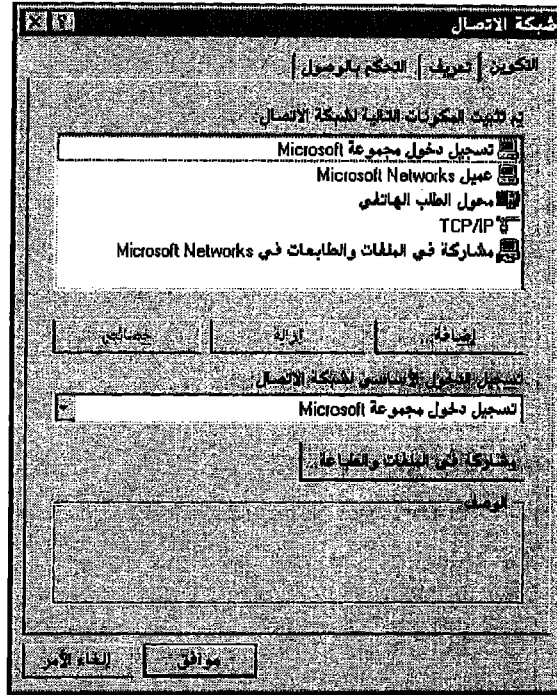 شبكة الاتصال
التكوين تعريف التحكم بالوصول
تم تثبيت المكونات التالية لشبكة الاتصال:
تسجيل دخول مجموعة Microsoft
عميل Microsoft Networks
محول الطلب الهاتفي
TCP/IP
مشاركة في الملفات والطابعات في Microsoft Networks
إضافة... إزالة خصائص
تسجيل الدخول الأساسي لشبكة الاتصال:
تسجيل دخول مجموعة Microsoft
مشاركة في الملفات والطباعة...
الوصف
موافق إلغاء الأمر